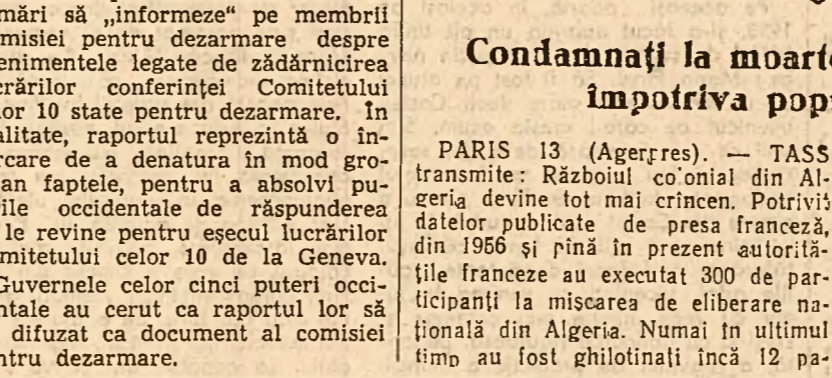 mări să „informeze“ pe membrii
misiei pentru dezarmare despre
enimentele legate de zădărnicirea
crărilor conferinței Comitetului
lor 10 state pentru dezarmare. În
alitate, raportul reprezintă o în-
rcare de a denatura în mod gro-
an faptele, pentru a absolvi pu-
ile occidentale de răspunderea
le revine pentru eșecul lucrărilor
mitetului celor 10 de la Geneva.
Guvernele celor cinci puteri occi-
ntale au cerut ca raportul lor să
difuzat ca document al comisiei
ntru dezarmare.
Condamnați la moarte
împotriva popu
PARIS 13 (Agerpres). — TASS
transmite: Războiul colonial din Al-
geria devine tot mai crîncen. Potrivit
datelor publicate de presa franceză,
din 1956 și pînă în prezent autorită-
țile franceze au executat 300 de par-
ticipanți la mișcarea de eliberare na-
țională din Algeria. Numai în ultimul
timp au fost ghilotinați încă 12 pa-